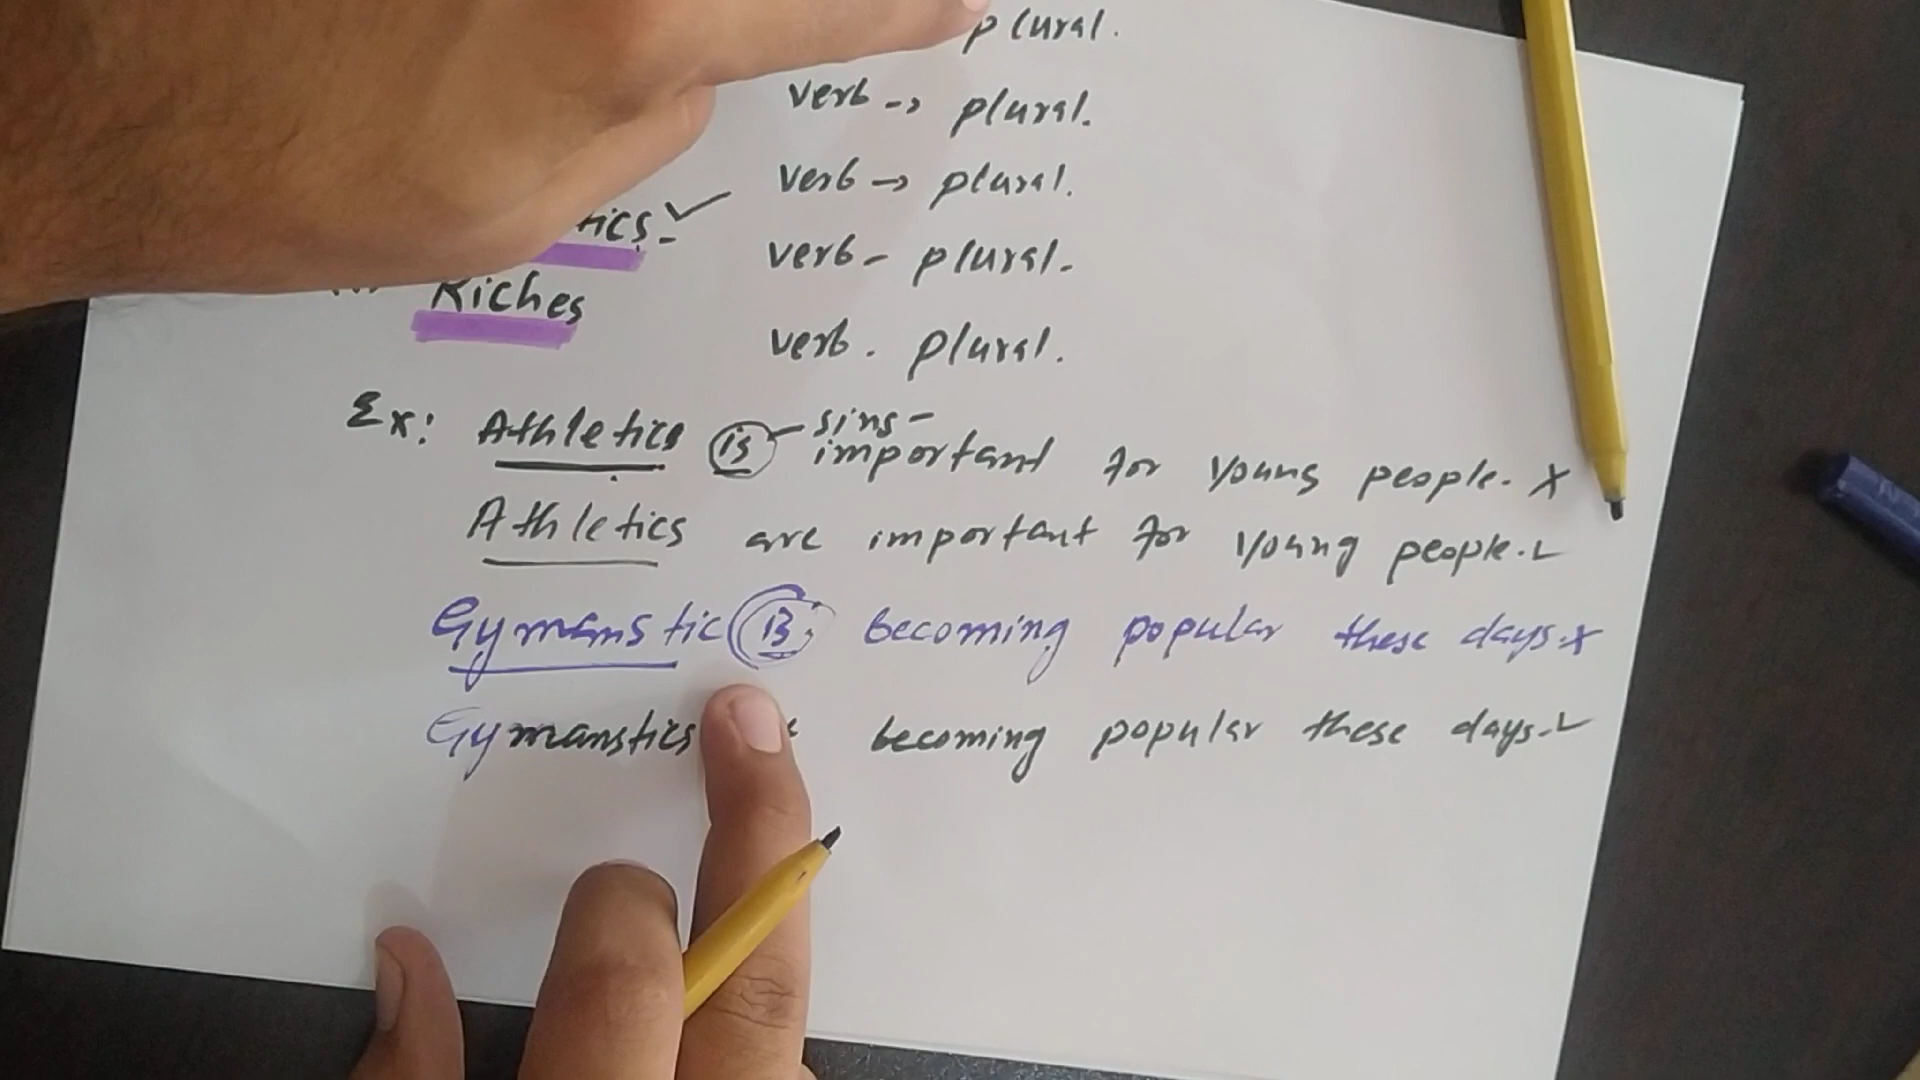 plural.
verb -> plural.
verb -> plural.
tics- ✓ verb- plural-
Riches verb. plural.
Ex: Athletics is - sing-
important for young people. x
Athletics are important for young people. ✓
Gymanstic is becoming popular these days. x
Gymanstics becoming popular these days. ✓